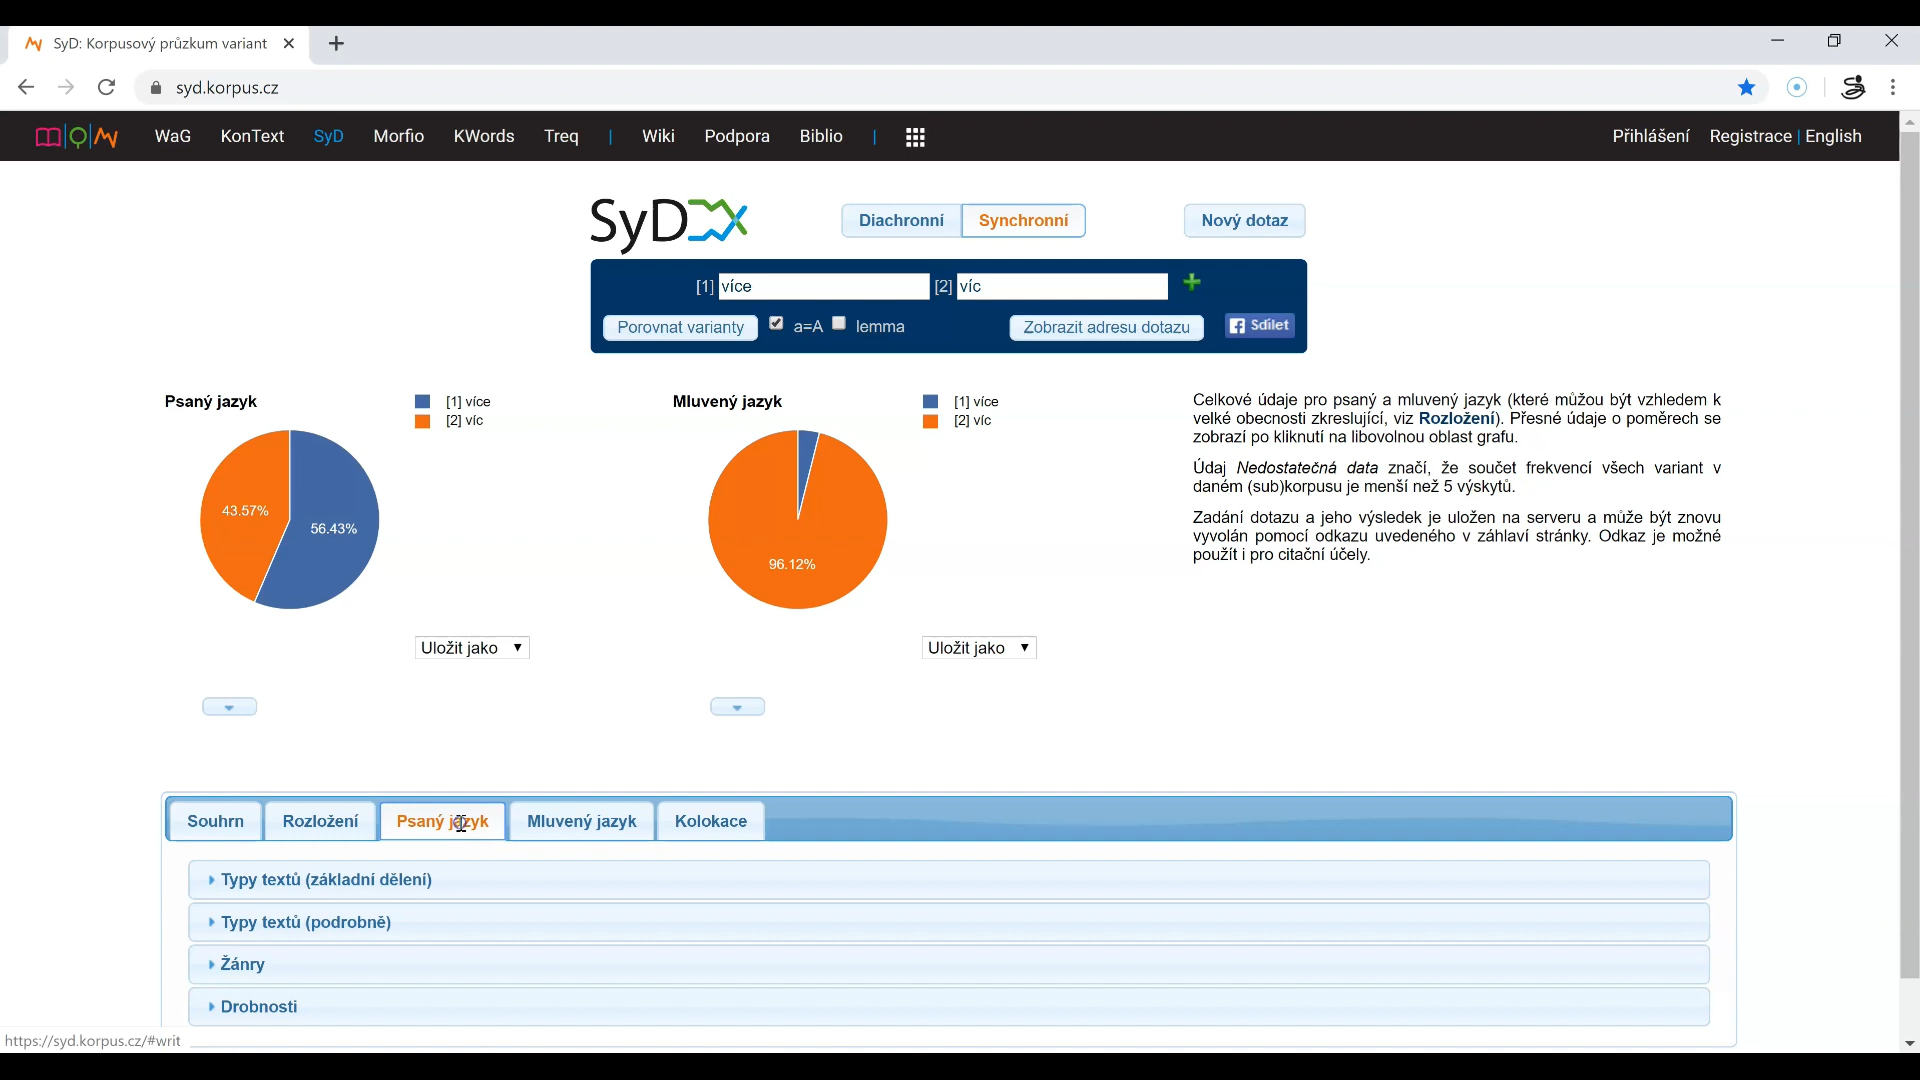 SyD: Korpusový průzkum variant
syd.korpus.cz
WaG KonText SyD Morfio KWords Treq | Wiki Podpora Biblio | Přihlášení Registrace | English
SyD Diachronní Synchronní Nový dotaz
[1] více [2] víc
Porovnat varianty a=A lemma Zobrazit adresu dotazu Sdílet
Psaný jazyk
[1] více
[2] víc
43.57%
56.43%
Uložit jako
Mluvený jazyk
[1] více
[2] víc
96.12%
Uložit jako
Celkové údaje pro psaný a mluvený jazyk (které můžou být vzhledem k
velké obecnosti zkreslující, viz Rozložení). Přesné údaje o poměrech se
zobrazí po kliknutí na libovolnou oblast grafu.
Údaj Nedostatečná data značí, že součet frekvencí všech variant v
daném (sub)korpusu je menší než 5 výskytů.
Zadání dotazu a jeho výsledek je uložen na serveru a může být znovu
vyvolán pomocí odkazu uvedeného v záhlaví stránky. Odkaz je možné
použít i pro citační účely.
Souhrn Rozložení Psaný jazyk Mluvený jazyk Kolokace
Typy textů (základní dělení)
Typy textů (podrobně)
Žánry
Drobnosti
https://syd.korpus.cz/#writ